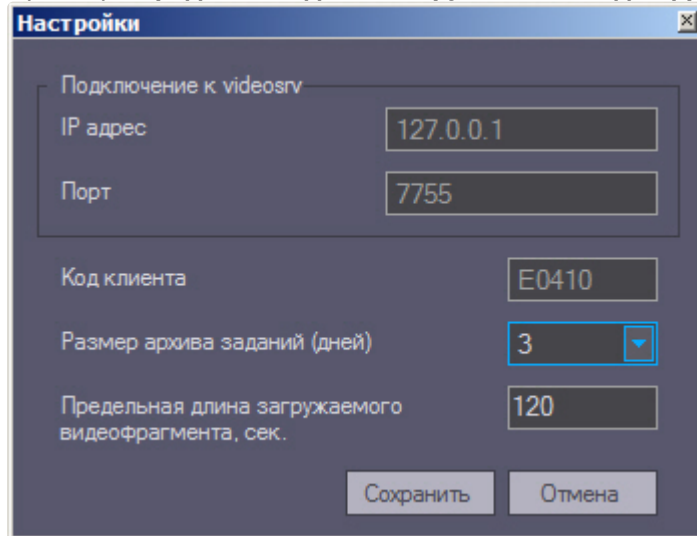 Настройки
Подключение к videosrv
IP адрес
127.0.0.1
Порт
7755
Код клиента
E0410
Размер архива заданий (дней)
3
Предельная длина загружаемого
видеофрагмента, сек.
120
Сохранить
Отмена